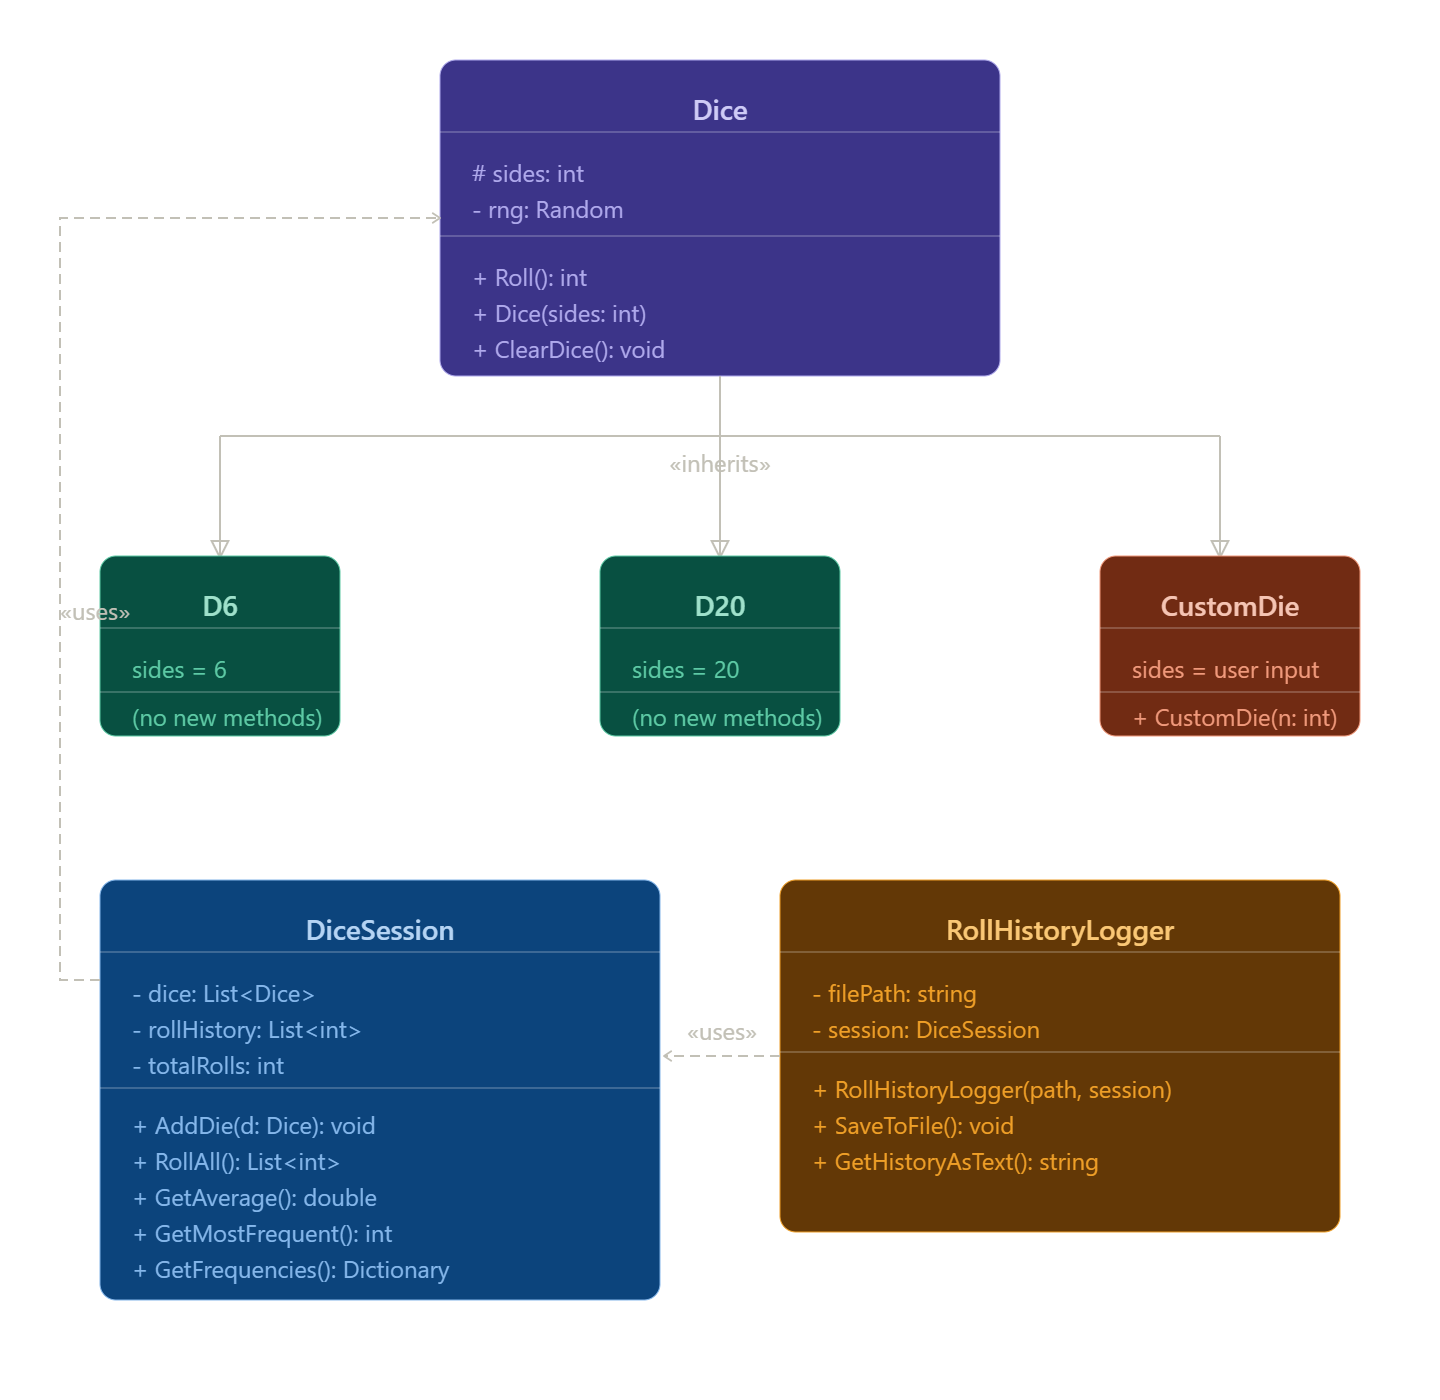 Dice
# sides: int
- rng: Random
+ Roll(): int
+ Dice(sides: int)
+ ClearDice(): void
«inherits»
«uses»
D6
sides = 6
(no new methods)
D20
sides = 20
(no new methods)
CustomDie
sides = user input
+ CustomDie(n: int)
DiceSession
- dice: List<Dice>
- rollHistory: List<int>
- totalRolls: int
+ AddDie(d: Dice): void
+ RollAll(): List<int>
+ GetAverage(): double
+ GetMostFrequent(): int
+ GetFrequencies(): Dictionary
«uses»
RollHistoryLogger
- filePath: string
- session: DiceSession
+ RollHistoryLogger(path, session)
+ SaveToFile(): void
+ GetHistoryAsText(): string